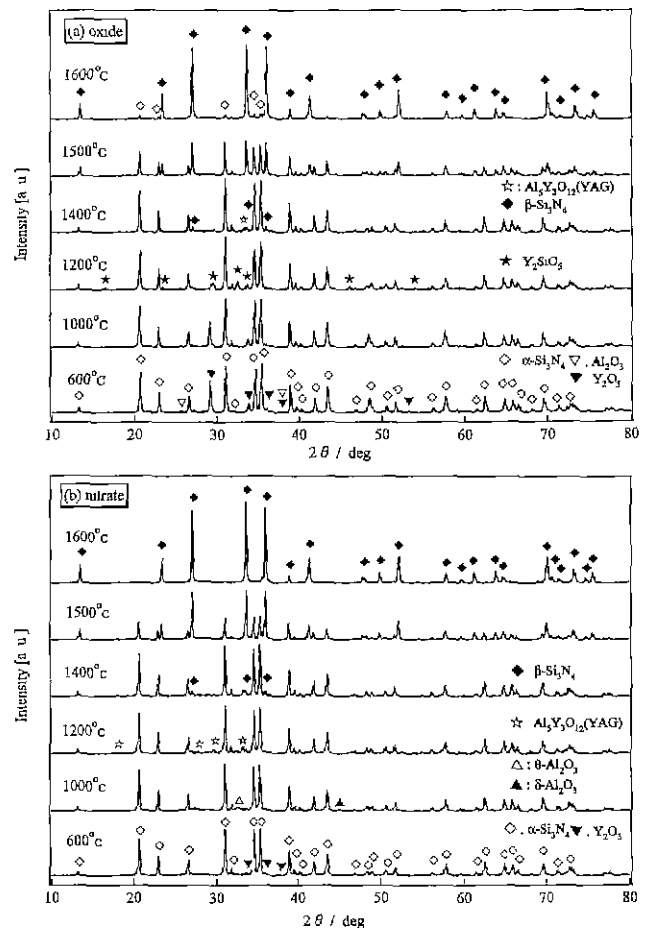 (a) oxide
1600°C
1500°C
☆ : Al5Y3O12(YAG)
◆ β-Si3N4
1400°C
1200°C
★ Y2SiO5
1000°C
◇ α-Si3N4 ▽ . Al2O3
▼ Y2O3
600°C
10 20 30 40 50 60 70 80
2 θ / deg
Intensity [a u]
(b) nitrate
1600°C
1500°C
1400°C
◆ β-Si3N4
1200°C
☆ Al5Y3O12(YAG)
△ : θ-Al2O3
1000°C
▲ : δ-Al2O3
600°C
◇ . α-Si3N4 ▼ . Y2O3
10 20 30 40 50 60 70 80
2 θ / deg
Intensity [a u]